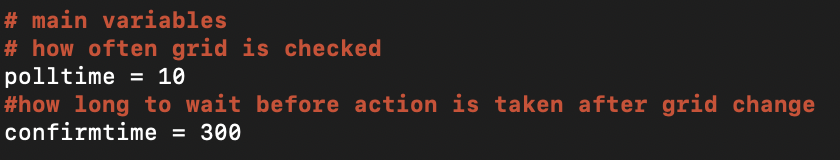 # main variables
# how often grid is checked
polltime = 10
#how long to wait before action is taken after grid change
confirmtime = 300